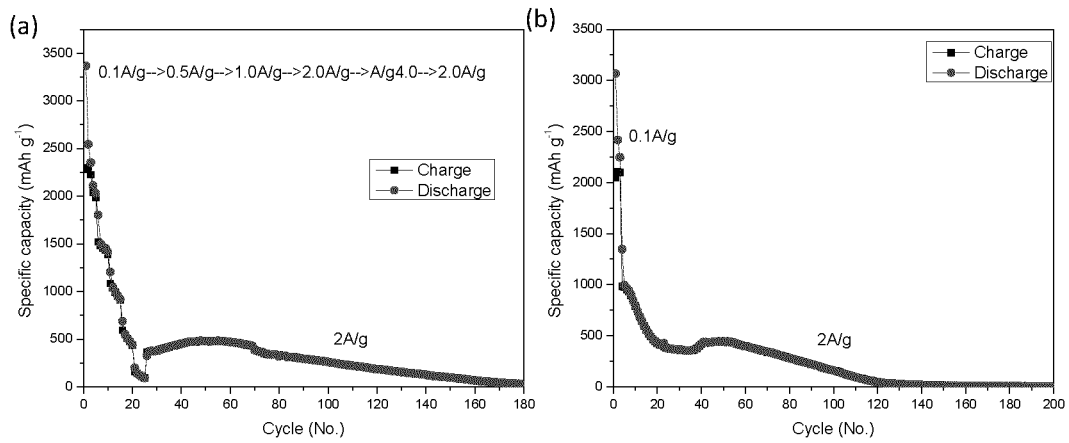 (a)
3500
3000
2500
2000
1500
1000
500
0
Specific capacity (mAh g-1)
0.1A/g-->0.5A/g-->1.0A/g-->2.0A/g-->A/g4.0-->2.0A/g
Charge
Discharge
2A/g
0 20 40 60 80 100 120 140 160 180
Cycle (No.)
(b)
3500
3000
2500
2000
1500
1000
500
0
Specific capacity (mAh g-1)
Charge
Discharge
0.1A/g
2A/g
0 20 40 60 80 100 120 140 160 180 200
Cycle (No.)